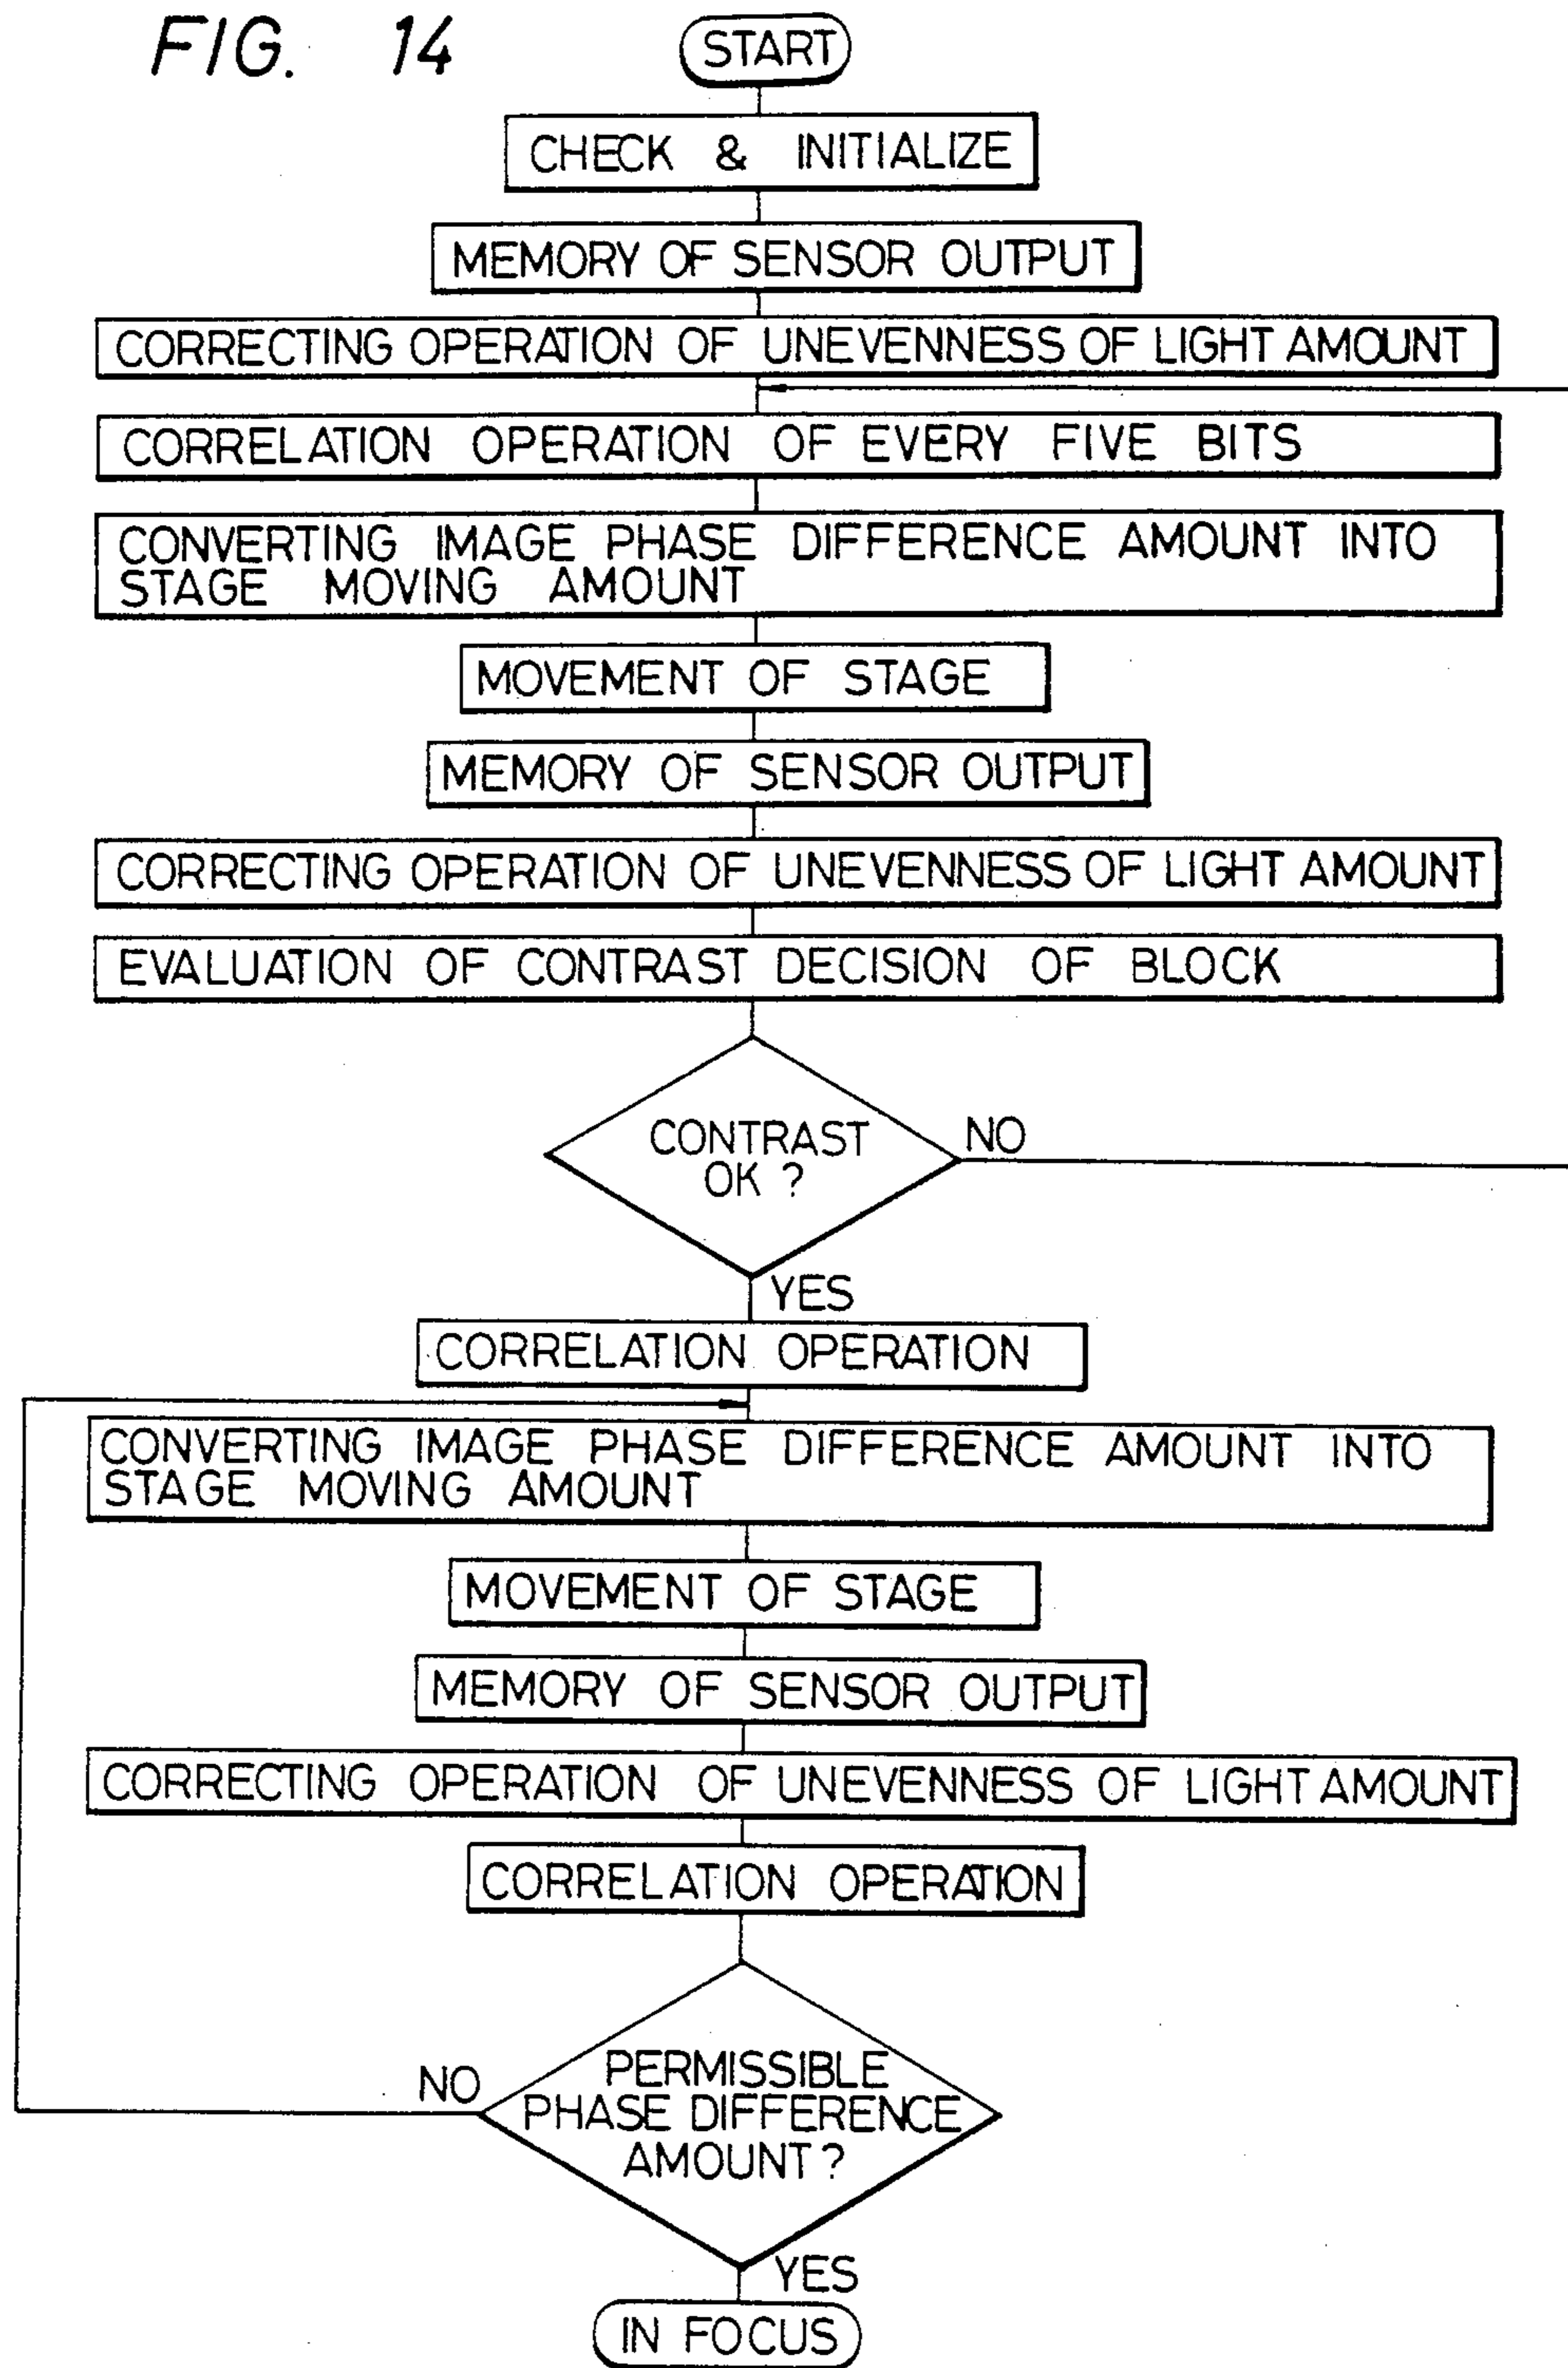 FIG. 14
START
CHECK & INITIALIZE
MEMORY OF SENSOR OUTPUT
CORRECTING OPERATION OF UNEVENNESS OF LIGHT AMOUNT
CORRELATION OPERATION OF EVERY FIVE BITS
CONVERTING IMAGE PHASE DIFFERENCE AMOUNT INTO
STAGE MOVING AMOUNT
MOVEMENT OF STAGE
MEMORY OF SENSOR OUTPUT
CORRECTING OPERATION OF UNEVENNESS OF LIGHT AMOUNT
EVALUATION OF CONTRAST DECISION OF BLOCK
CONTRAST
OK ?
NO
YES
CORRELATION OPERATION
CONVERTING IMAGE PHASE DIFFERENCE AMOUNT INTO
STAGE MOVING AMOUNT
MOVEMENT OF STAGE
MEMORY OF SENSOR OUTPUT
CORRECTING OPERATION OF UNEVENNESS OF LIGHT AMOUNT
CORRELATION OPERATION
PERMISSIBLE
PHASE DIFFERENCE
AMOUNT ?
NO
YES
IN FOCUS